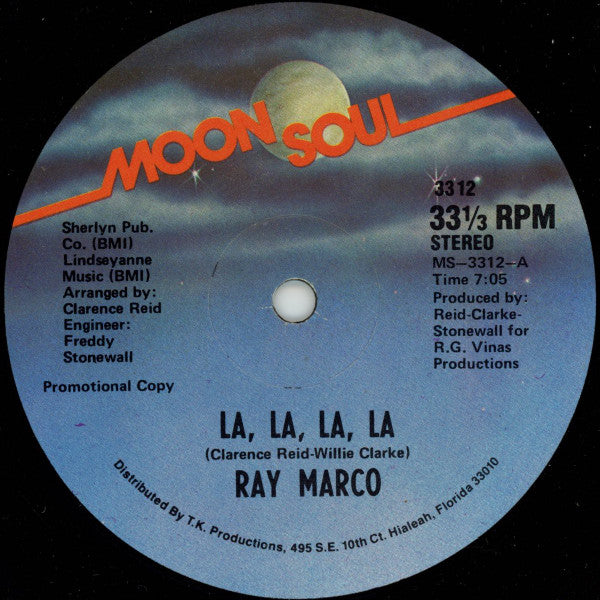 MOON SOUL
Sherlyn Pub.
Co. (BMI)
Lindseyanne
Music (BMI)
Arranged by:
Clarence Reid
Engineer:
Freddy
Stonewall
Promotional Copy
3312
33⅓ RPM
STEREO
MS-3312-A
Time 7:05
Produced by:
Reid-Clarke-
Stonewall for
R.G. Vinas
Productions
LA, LA, LA, LA
(Clarence Reid-Willie Clarke)
RAY MARCO
Distributed By T.K. Productions, 495 S.E. 10th Ct. Hialeah, Florida 33010